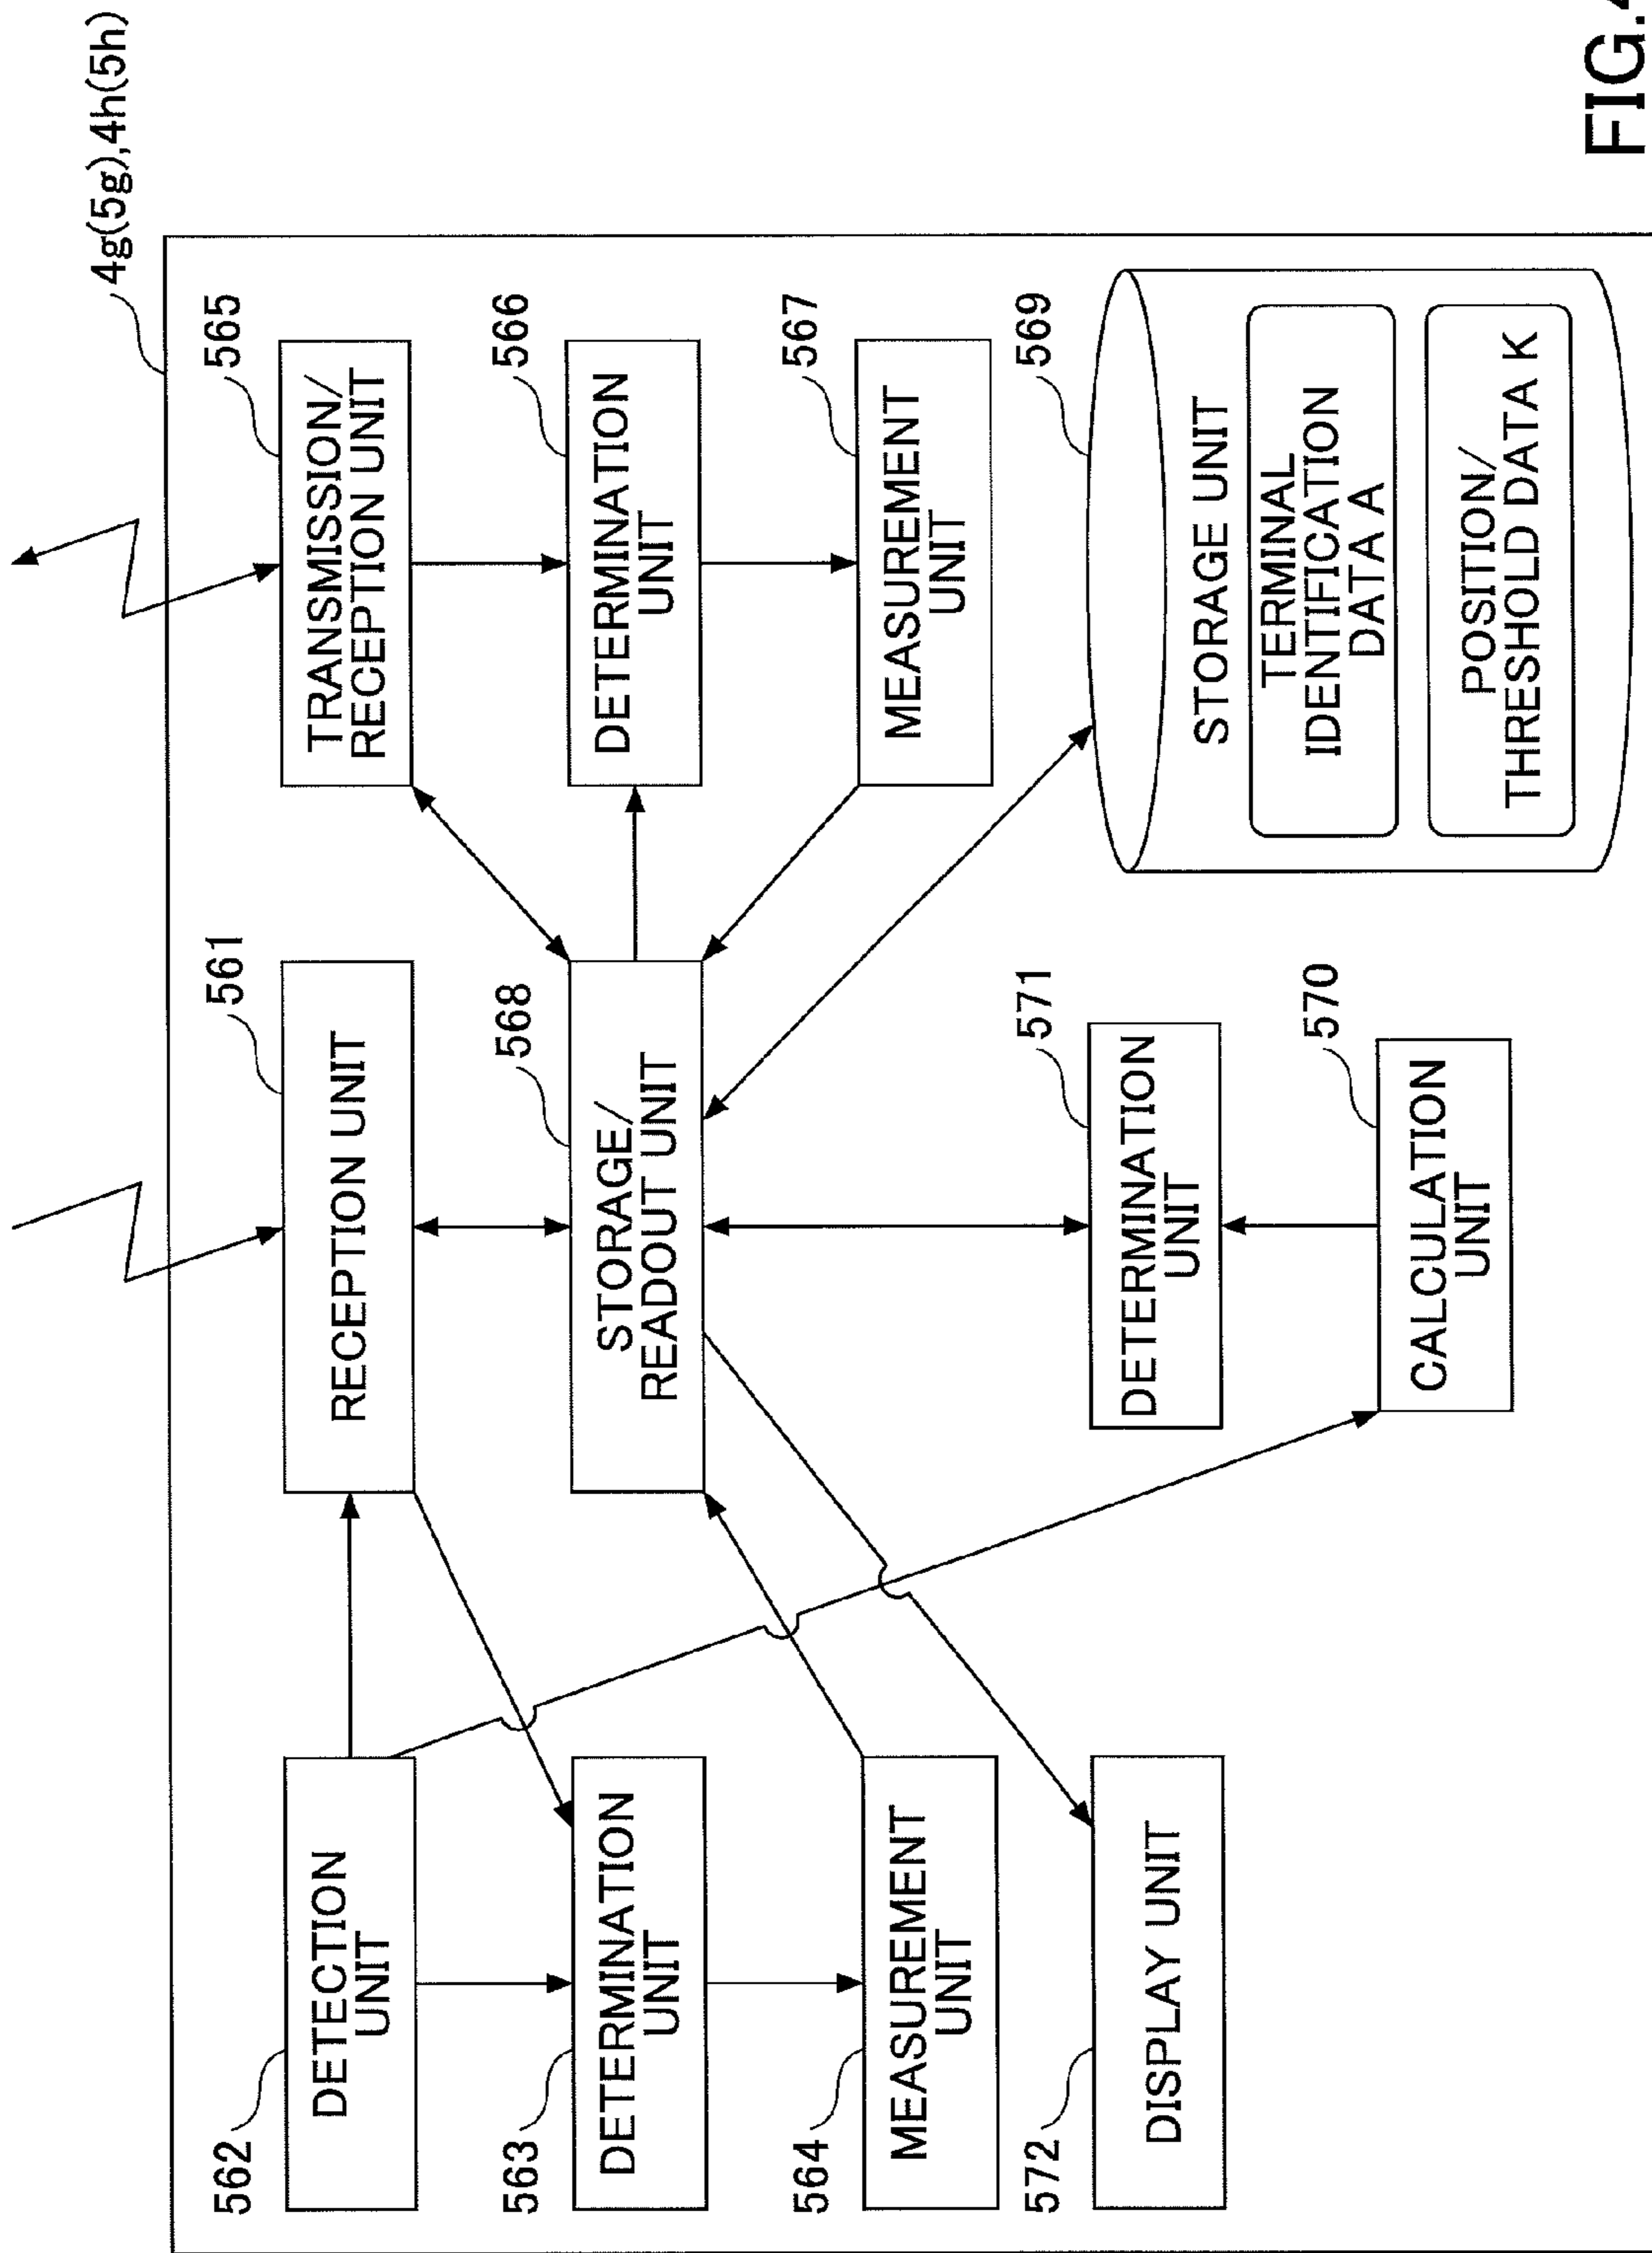 4g(5g),4h(5h)
562
DETECTION
UNIT
561
RECEPTION UNIT
565
TRANSMISSION/
RECEPTION UNIT
563
DETERMINATION
UNIT
568
STORAGE/
READOUT UNIT
566
DETERMINATION
UNIT
564
MEASUREMENT
UNIT
567
MEASUREMENT
UNIT
572
DISPLAY UNIT
571
DETERMINATION
UNIT
570
CALCULATION
UNIT
569
STORAGE UNIT
TERMINAL
IDENTIFICATION
DATA A
POSITION/
THRESHOLD DATA K
FIG.